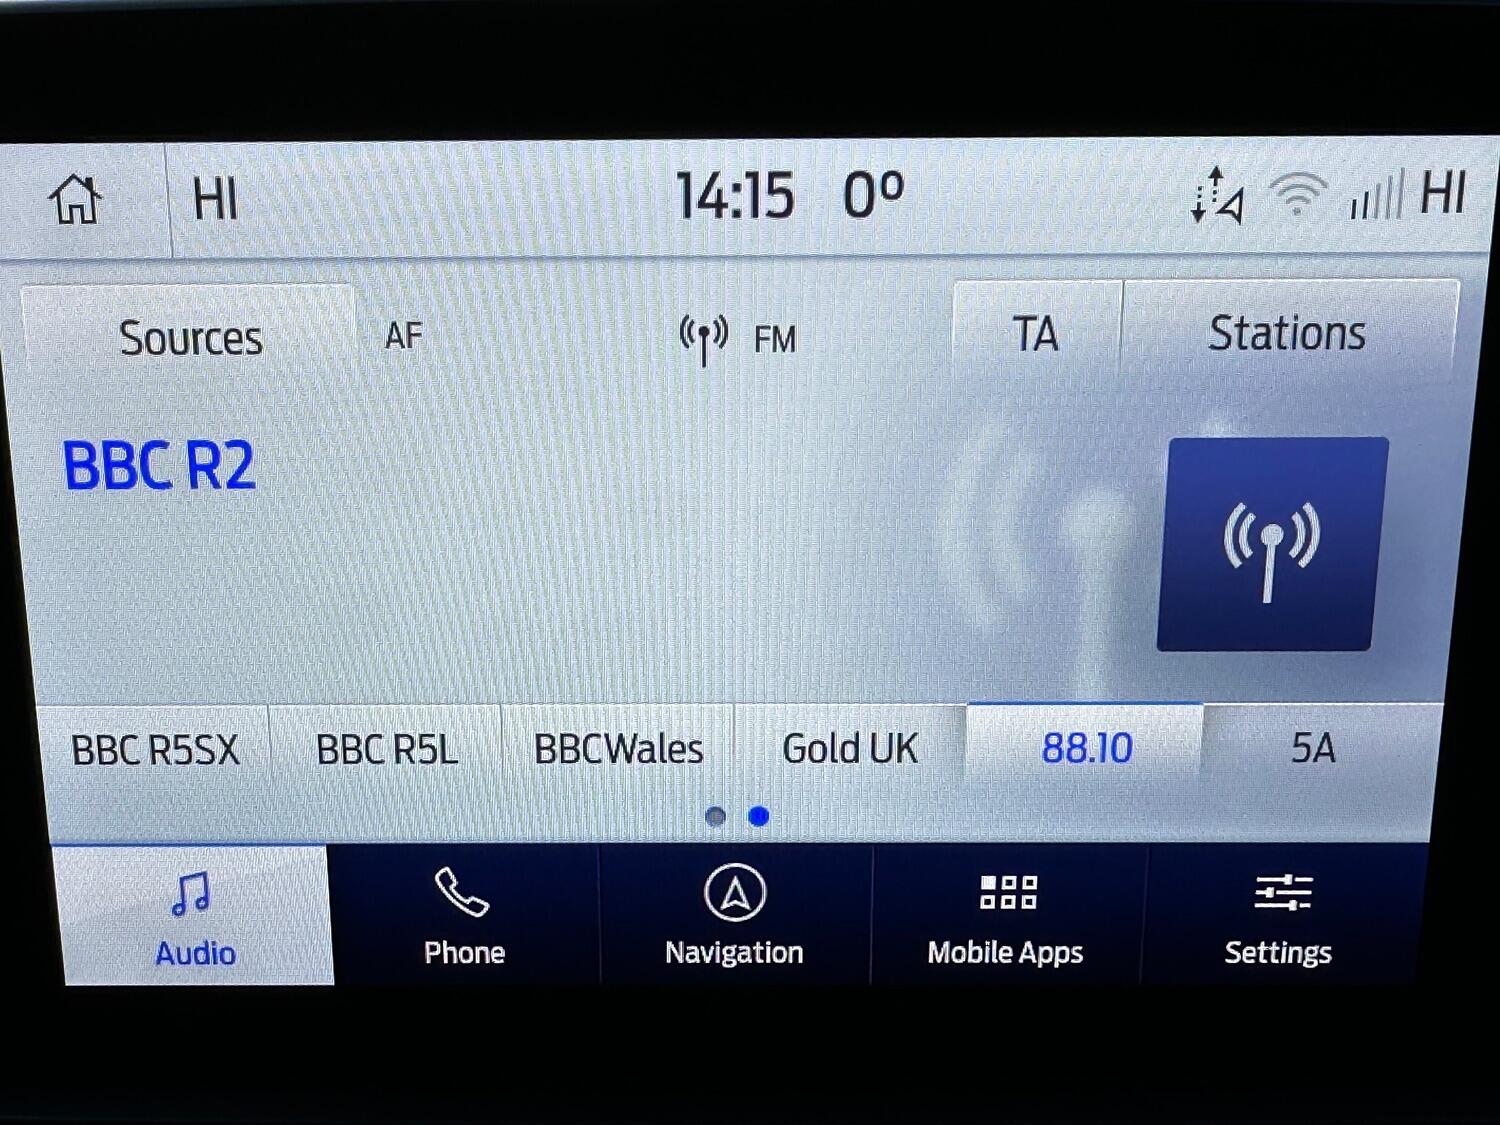 HI 14:15 0º HI
Sources AF FM TA Stations
BBC R2
BBC R5SX BBC R5L BBCWales Gold UK 88.10 5A
Audio Phone Navigation Mobile Apps Settings